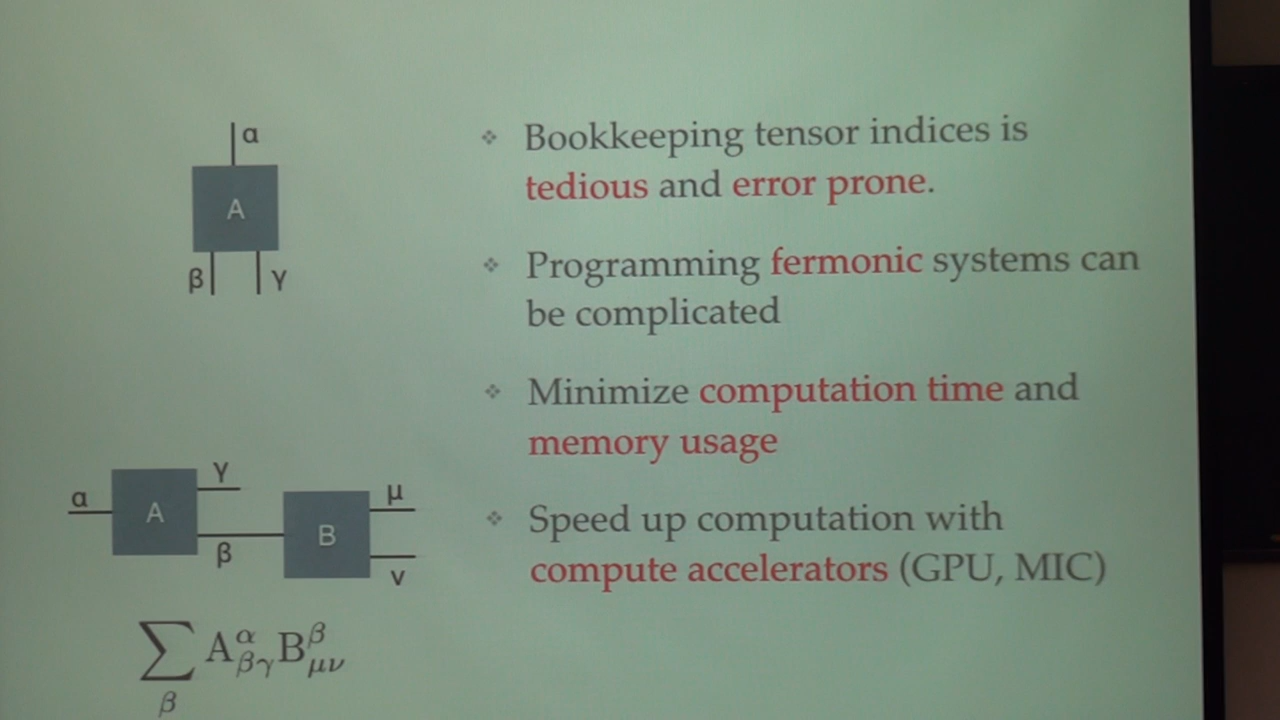 α
A
β γ
α A γ β B μ ν
∑ β A^α_βγ B^β_μν
❖ Bookkeeping tensor indices is
tedious and error prone.
❖ Programming fermonic systems can
be complicated
❖ Minimize computation time and
memory usage
❖ Speed up computation with
compute accelerators (GPU, MIC)